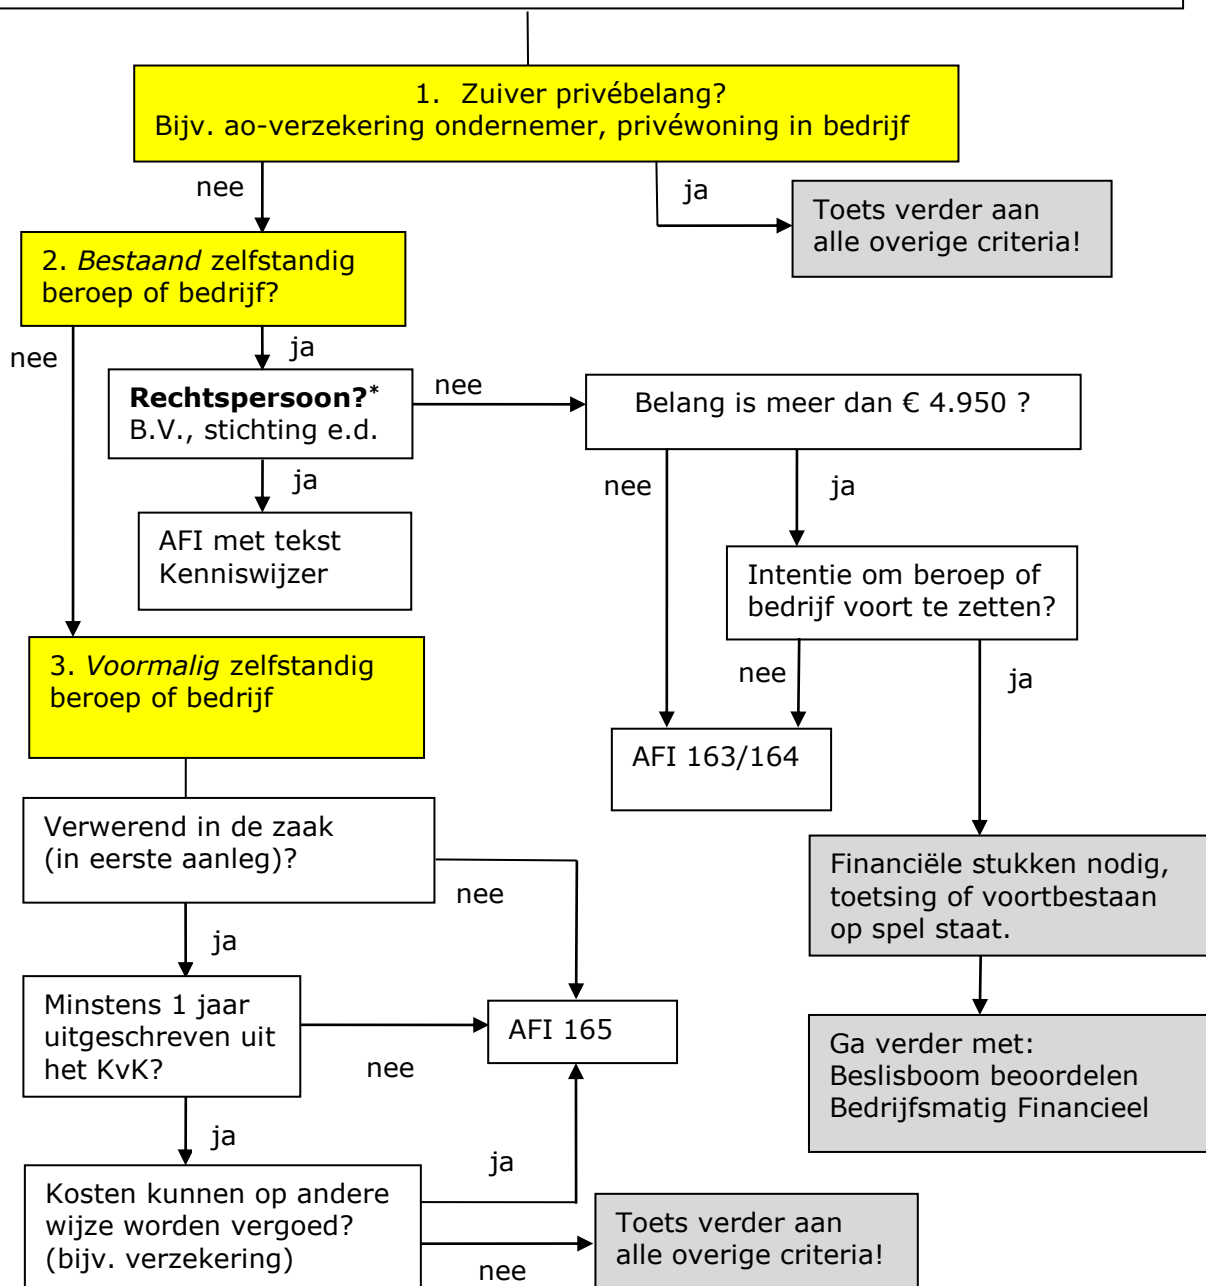 1. Zuiver privébelang?
Bijv. ao-verzekering ondernemer, privéwoning in bedrijf
nee
ja
Toets verder aan
alle overige criteria!
2. Bestaand zelfstandig
beroep of bedrijf?
nee
ja
Rechtspersoon?*
B.V., stichting e.d.
nee
Belang is meer dan € 4.950 ?
ja
nee
ja
AFI met tekst
Kenniswijzer
Intentie om beroep of
bedrijf voort te zetten?
3. Voormalig zelfstandig
beroep of bedrijf
nee
ja
AFI 163/164
Verwerend in de zaak
(in eerste aanleg)?
nee
Financiële stukken nodig,
toetsing of voortbestaan
op spel staat.
ja
Minstens 1 jaar
uitgeschreven uit
het KvK?
nee
AFI 165
Ga verder met:
Beslisboom beoordelen
Bedrijfsmatig Financieel
ja
ja
Kosten kunnen op andere
wijze worden vergoed?
(bijv. verzekering)
nee
Toets verder aan
alle overige criteria!